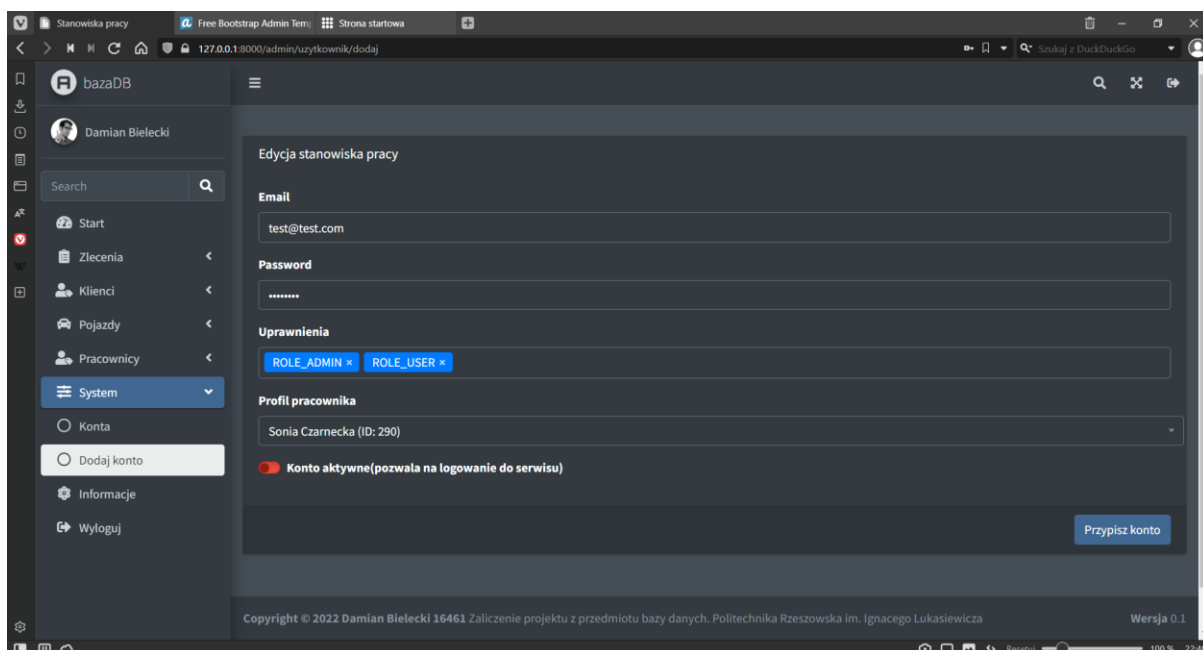 Stanowiska pracy
Free Bootstrap Admin Tem
Strona startowa
127.0.0.1:8000/admin/uzytkownik/dodaj
Szukaj z DuckDuckGo
bazaDB
Damian Bielecki
Search
Start
Zlecenia
Klienci
Pojazdy
Pracownicy
System
Konta
Dodaj konto
Informacje
Wyloguj
Edycja stanowiska pracy
Email
test@test.com
Password
••••••••
Uprawnienia
ROLE_ADMIN × ROLE_USER ×
Profil pracownika
Sonia Czarnecka (ID: 290)
Konto aktywne(pozwala na logowanie do serwisu)
Przypisz konto
Copyright © 2022 Damian Bielecki 16461 Zaliczenie projektu z przedmiotu bazy danych. Politechnika Rzeszowska im. Ignacego Lukasiewicza
Wersja 0.1
Resetuj 100 %